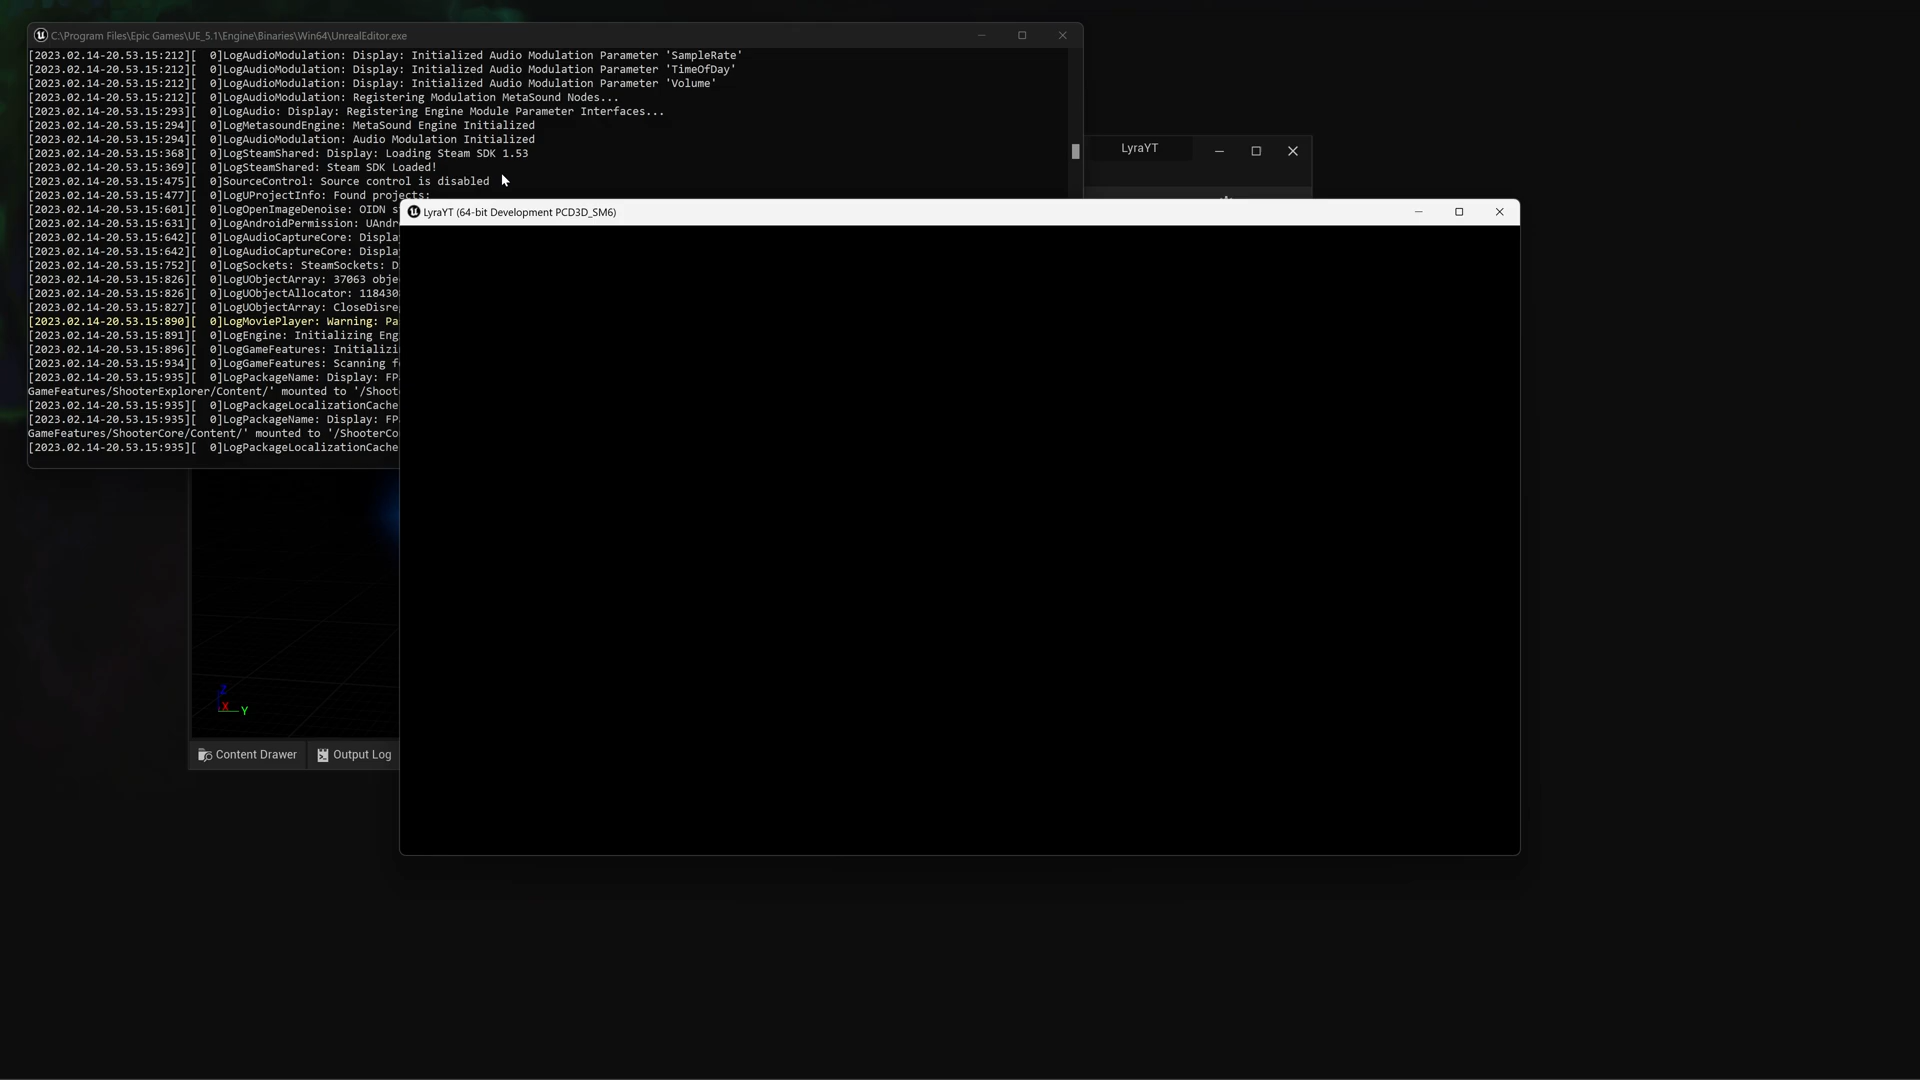 C:\Program Files\Epic Games\UE_5.1\Engine\Binaries\Win64\UnrealEditor.exe
[2023.02.14-20.53.15:212][  0]LogAudioModulation: Display: Initialized Audio Modulation Parameter 'SampleRate'
[2023.02.14-20.53.15:212][  0]LogAudioModulation: Display: Initialized Audio Modulation Parameter 'TimeOfDay'
[2023.02.14-20.53.15:212][  0]LogAudioModulation: Display: Initialized Audio Modulation Parameter 'Volume'
[2023.02.14-20.53.15:212][  0]LogAudioModulation: Registering Modulation MetaSound Nodes...
[2023.02.14-20.53.15:293][  0]LogAudio: Display: Registering Engine Module Parameter Interfaces...
[2023.02.14-20.53.15:294][  0]LogMetasoundEngine: MetaSound Engine Initialized
[2023.02.14-20.53.15:294][  0]LogAudioModulation: Audio Modulation Initialized
[2023.02.14-20.53.15:368][  0]LogSteamShared: Display: Loading Steam SDK 1.53
[2023.02.14-20.53.15:369][  0]LogSteamShared: Steam SDK Loaded!
[2023.02.14-20.53.15:475][  0]SourceControl: Source control is disabled
[2023.02.14-20.53.15:477][  0]LogUProjectInfo: Found projects:
[2023.02.14-20.53.15:601][  0]LogOpenImageDenoise: OIDN s
[2023.02.14-20.53.15:631][  0]LogAndroidPermission: UAndr
[2023.02.14-20.53.15:642][  0]LogAudioCaptureCore: Displa
[2023.02.14-20.53.15:642][  0]LogAudioCaptureCore: Displa
[2023.02.14-20.53.15:752][  0]LogSockets: SteamSockets: D
[2023.02.14-20.53.15:826][  0]LogUObjectArray: 37063 obje
[2023.02.14-20.53.15:826][  0]LogUObjectAllocator: 118430
[2023.02.14-20.53.15:827][  0]LogUObjectArray: CloseDisre
[2023.02.14-20.53.15:890][  0]LogMoviePlayer: Warning: Pa
[2023.02.14-20.53.15:891][  0]LogEngine: Initializing Eng
[2023.02.14-20.53.15:896][  0]LogGameFeatures: Initializi
[2023.02.14-20.53.15:934][  0]LogGameFeatures: Scanning f
[2023.02.14-20.53.15:935][  0]LogPackageName: Display: FP
GameFeatures/ShooterExplorer/Content/' mounted to '/Shoot
[2023.02.14-20.53.15:935][  0]LogPackageLocalizationCache
[2023.02.14-20.53.15:935][  0]LogPackageName: Display: FP
GameFeatures/ShooterCore/Content/' mounted to '/ShooterCo
[2023.02.14-20.53.15:935][  0]LogPackageLocalizationCache
LyraYT
LyraYT (64-bit Development PCD3D_SM6)
Z
X
Y
Content Drawer
Output Log